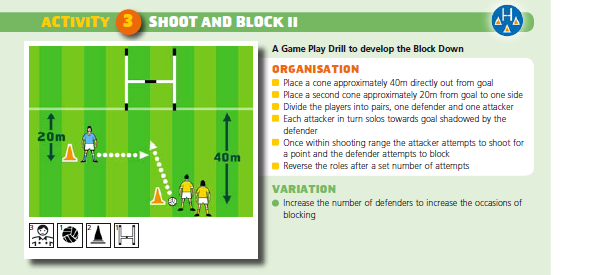 ACTIVITY 3 SHOOT AND BLOCK II
A Game Play Drill to develop the Block Down
ORGANISATION
Place a cone approximately 40m directly out from goal
Place a second cone approximately 20m from goal to one side
Divide the players into pairs, one defender and one attacker
Each attacker in turn solos towards goal shadowed by the
defender
Once within shooting range the attacker attempts to shoot for
a point and the defender attempts to block
Reverse the roles after a set number of attempts
VARIATION
Increase the number of defenders to increase the occasions of
blocking
20m
40m
3 1 2 1